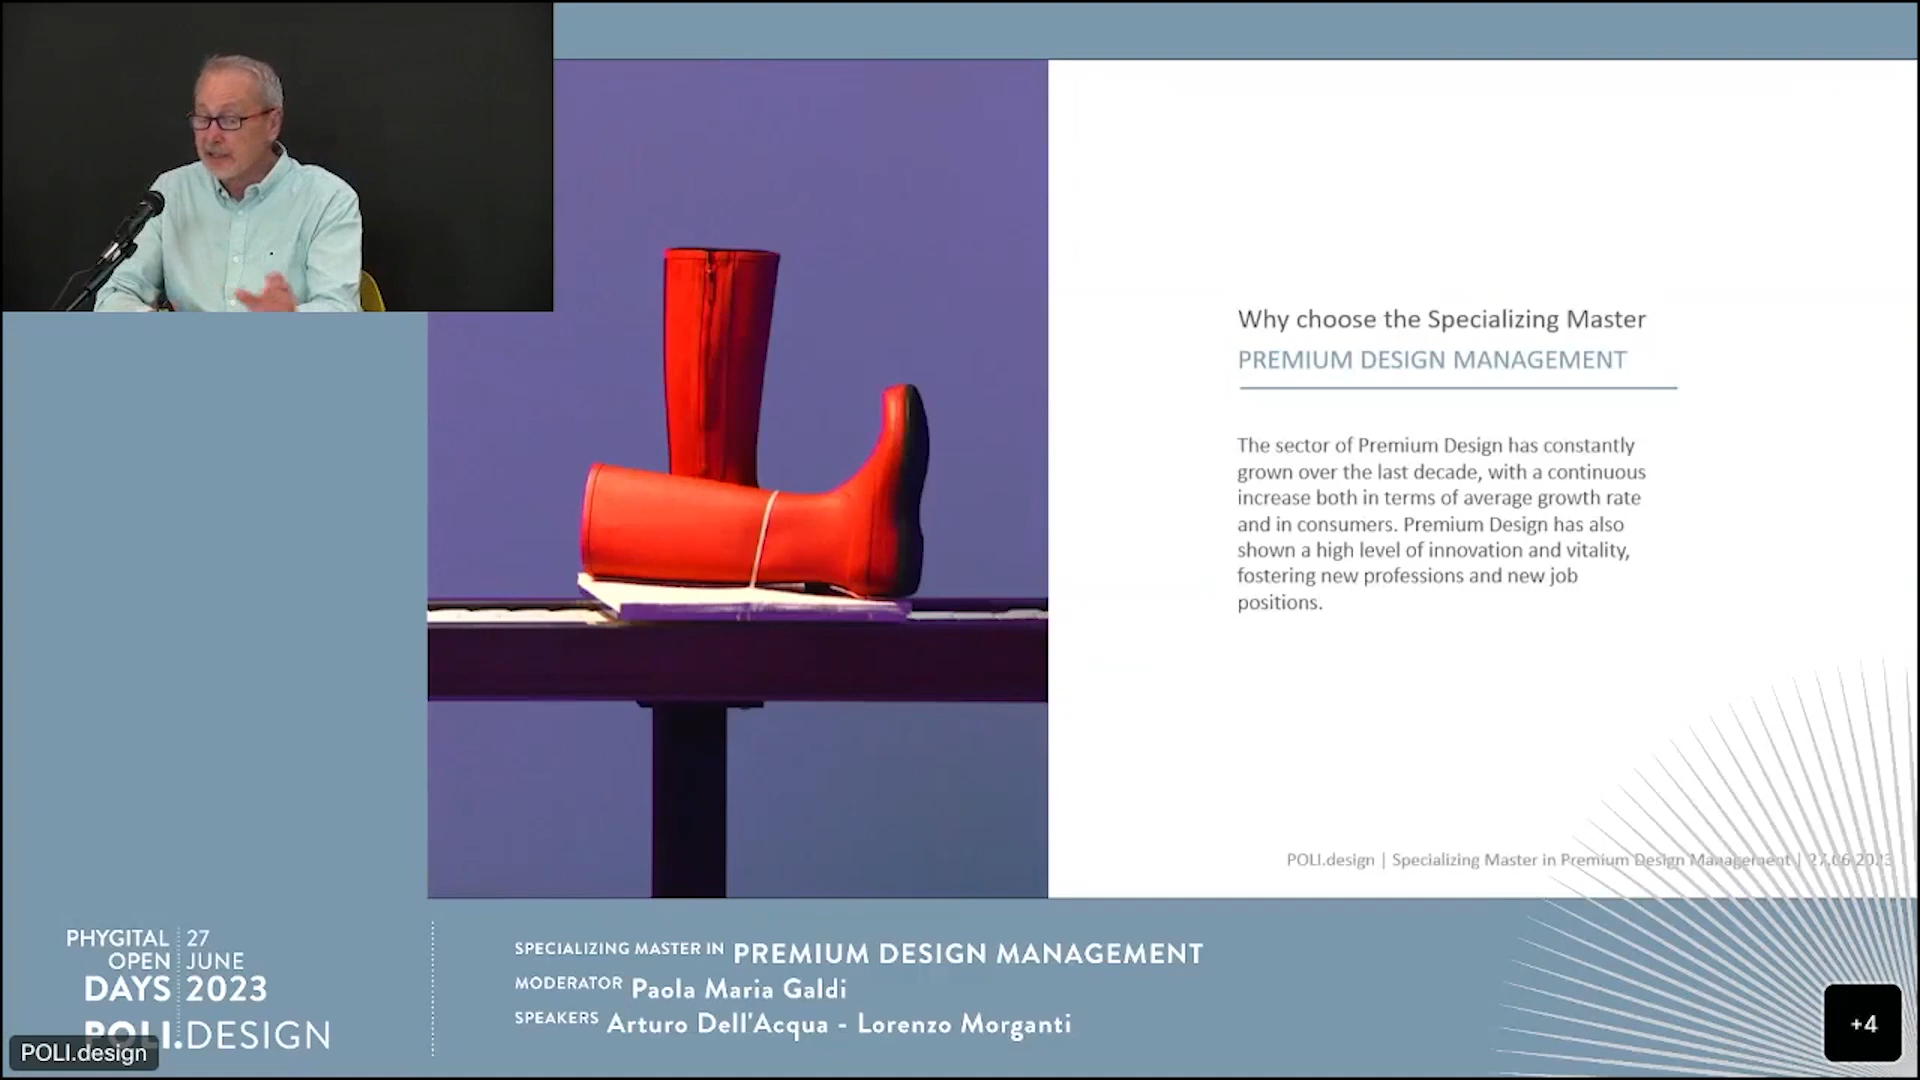 Why choose the Specializing Master
PREMIUM DESIGN MANAGEMENT
The sector of Premium Design has constantly
grown over the last decade, with a continuous
increase both in terms of average growth rate
and in consumers. Premium Design has also
shown a high level of innovation and vitality,
fostering new professions and new job
positions.
POLI.design | Specializing Master in Premium Design Management | 27.06.2023
PHYGITAL 27
OPEN JUNE
DAYS 2023
POLI.DESIGN
POLI.design
SPECIALIZING MASTER IN PREMIUM DESIGN MANAGEMENT
MODERATOR Paola Maria Galdi
SPEAKERS Arturo Dell'Acqua - Lorenzo Morganti
+4